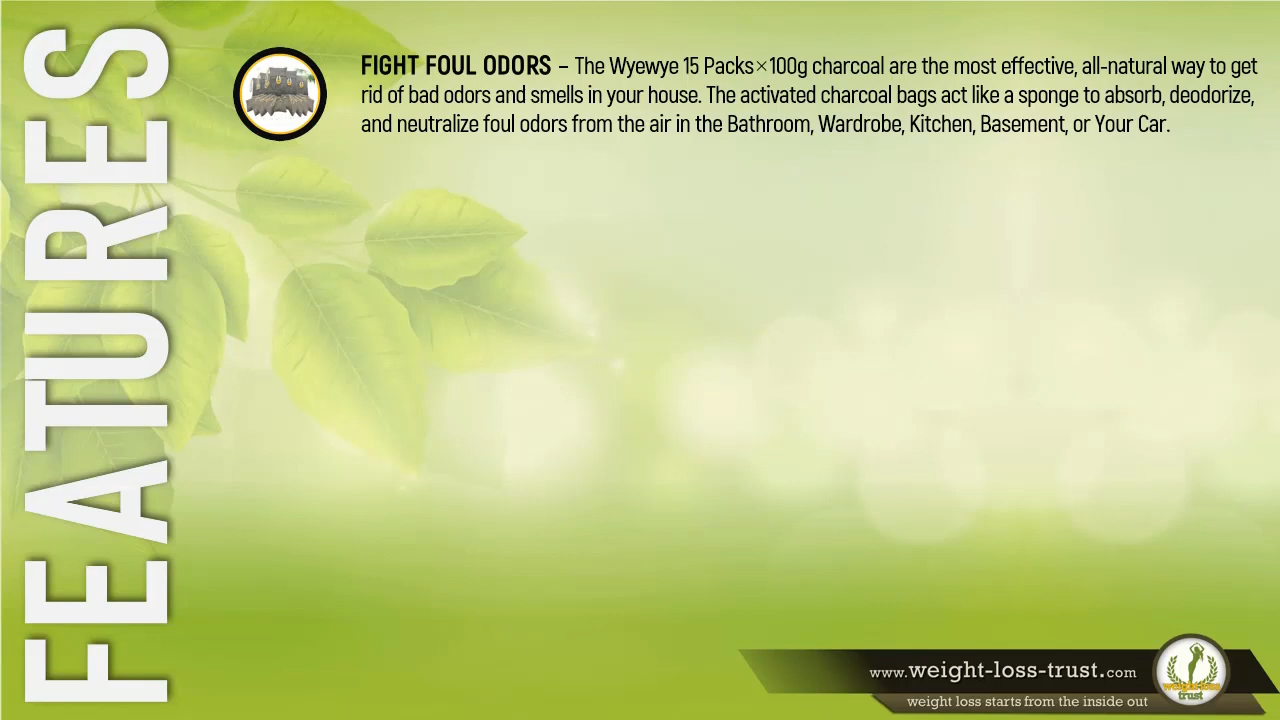 FEATURES
FIGHT FOUL ODORS – The Wyewye 15 Packs×100g charcoal are the most effective, all-natural way to get
rid of bad odors and smells in your house. The activated charcoal bags act like a sponge to absorb, deodorize,
and neutralize foul odors from the air in the Bathroom, Wardrobe, Kitchen, Basement, or Your Car.
www.weight-loss-trust.com
weight loss
trust
weight loss starts from the inside out